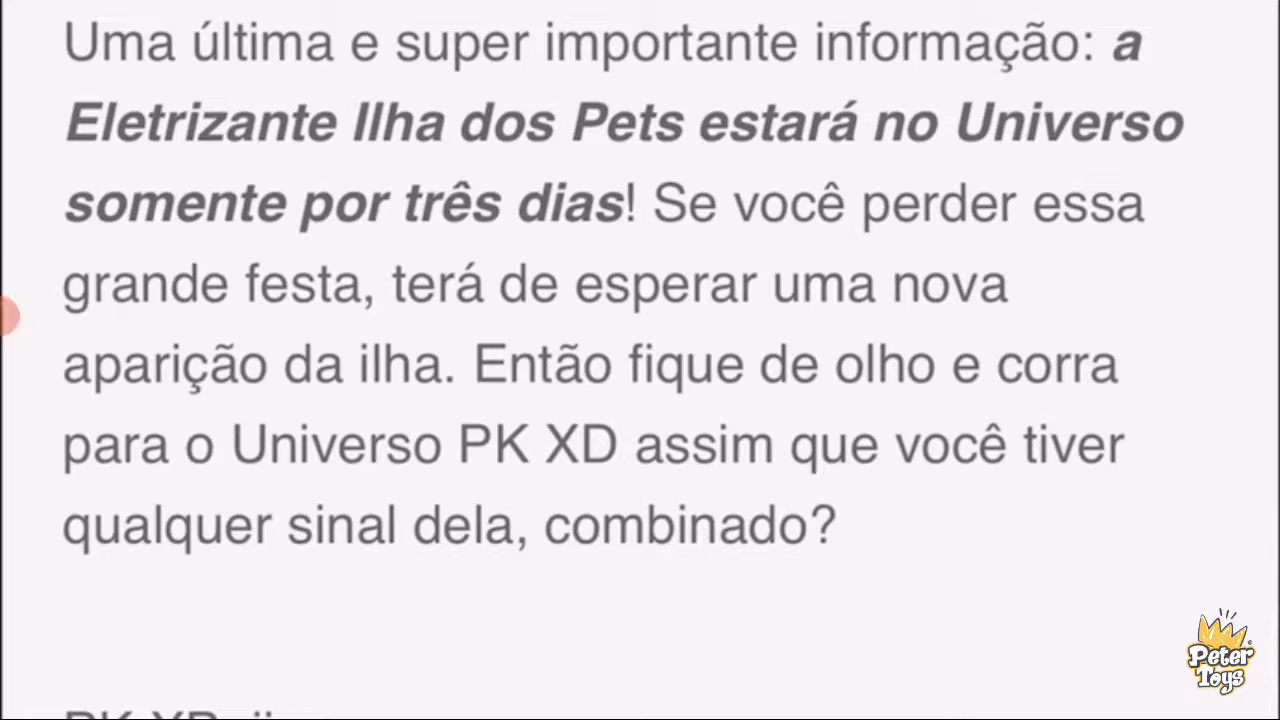 Uma última e super importante informação: a
Eletrizante Ilha dos Pets estará no Universo
somente por três dias! Se você perder essa
grande festa, terá de esperar uma nova
aparição da ilha. Então fique de olho e corra
para o Universo PK XD assim que você tiver
qualquer sinal dela, combinado?
Peter
Toys